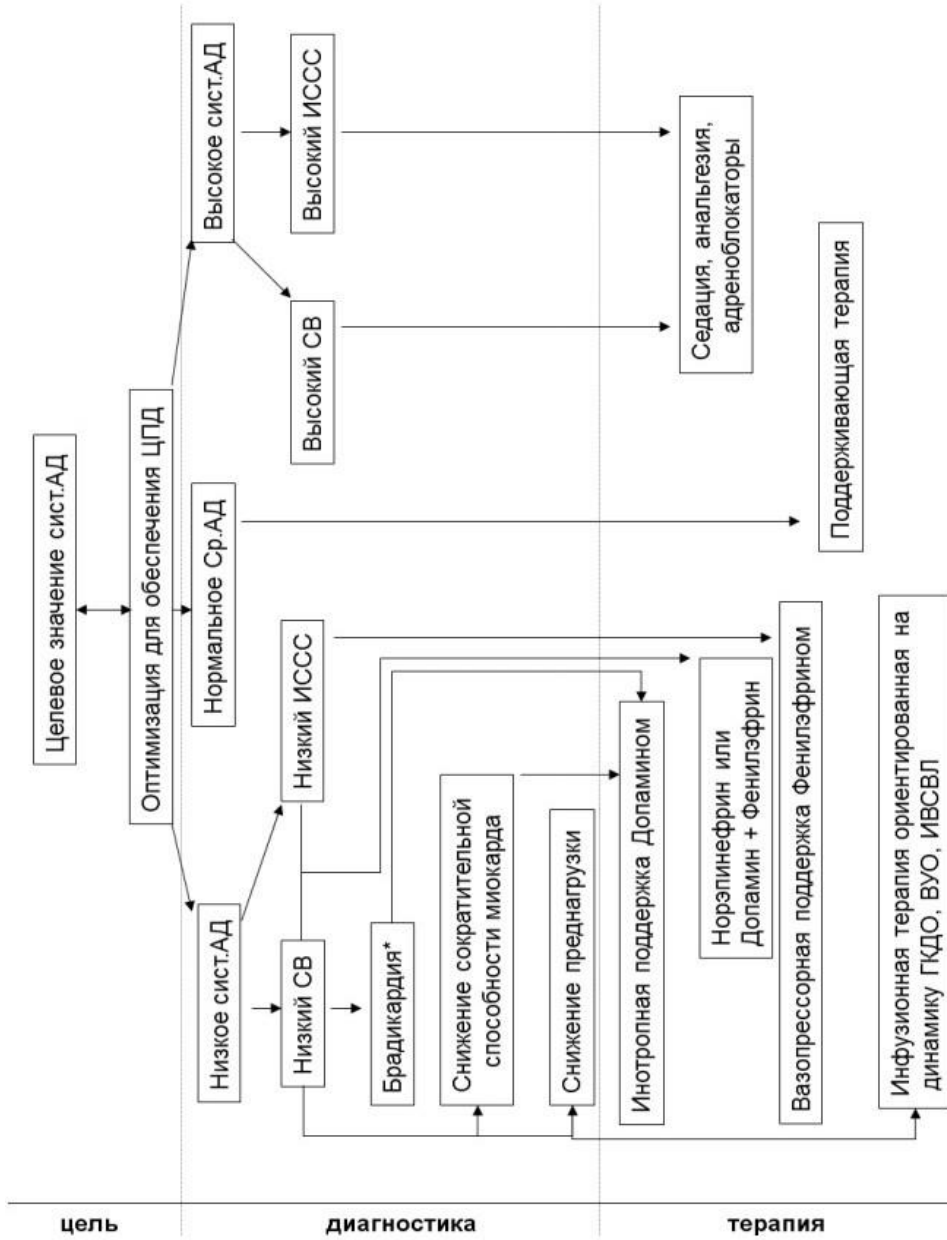 цель
диагностика
терапия
Целевое значение сист.АД
Оптимизация для обеспечения ЦПД
Низкое сист.АД
Нормальное Ср.АД
Высокое сист.АД
Низкий СВ
Низкий ИССС
Высокий СВ
Высокий ИССС
Брадикардия*
Снижение сократительной
способности миокарда
Снижение преднагрузки
Инотропная поддержка Допамином
Норэпинефрин или
Допамин + Фенилэфрин
Вазопрессорная поддержка Фенилэфрином
Инфузионная терапия ориентированная на
динамику ГКДО, ВУО, ИВСВЛ
Седация, анальгезия,
адреноблокаторы
Поддерживающая терапия